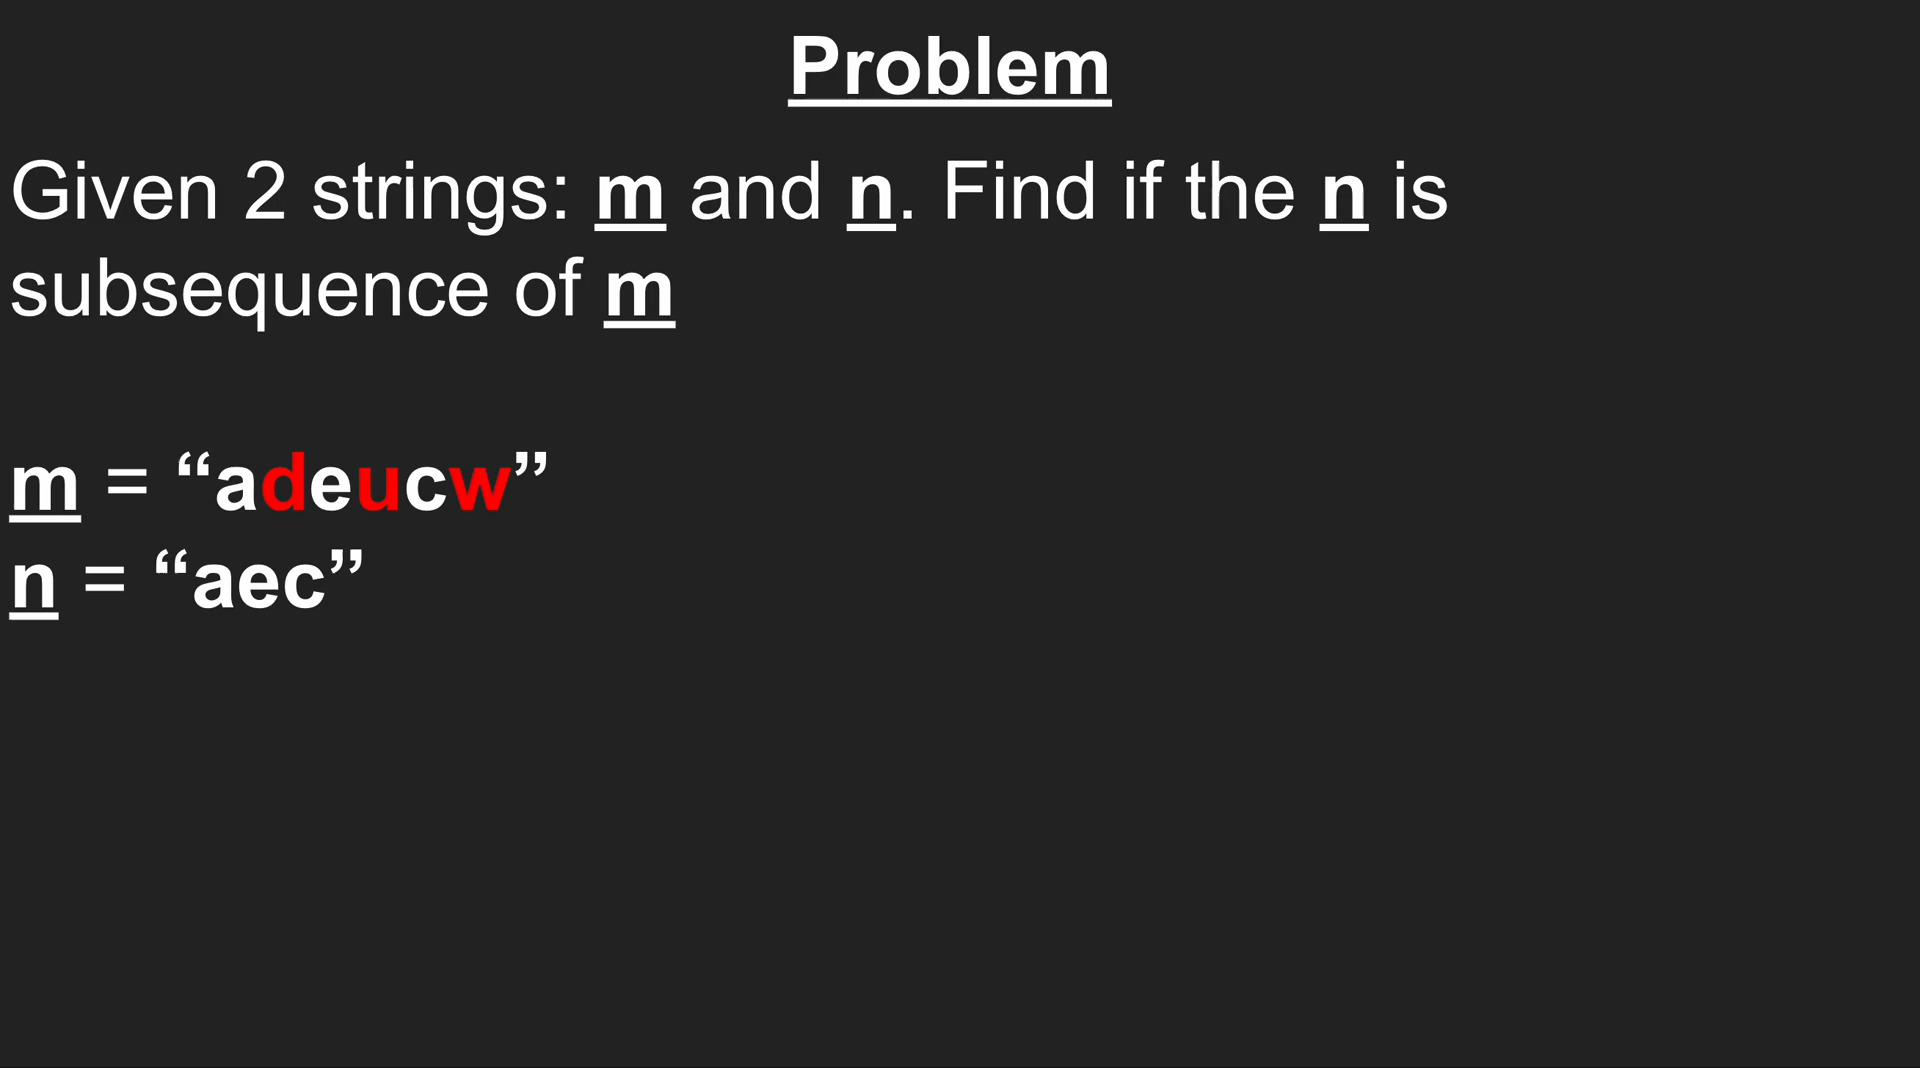 Problem
Given 2 strings: m and n. Find if the n is
subsequence of m
m = “adeucw”
n = “aec”